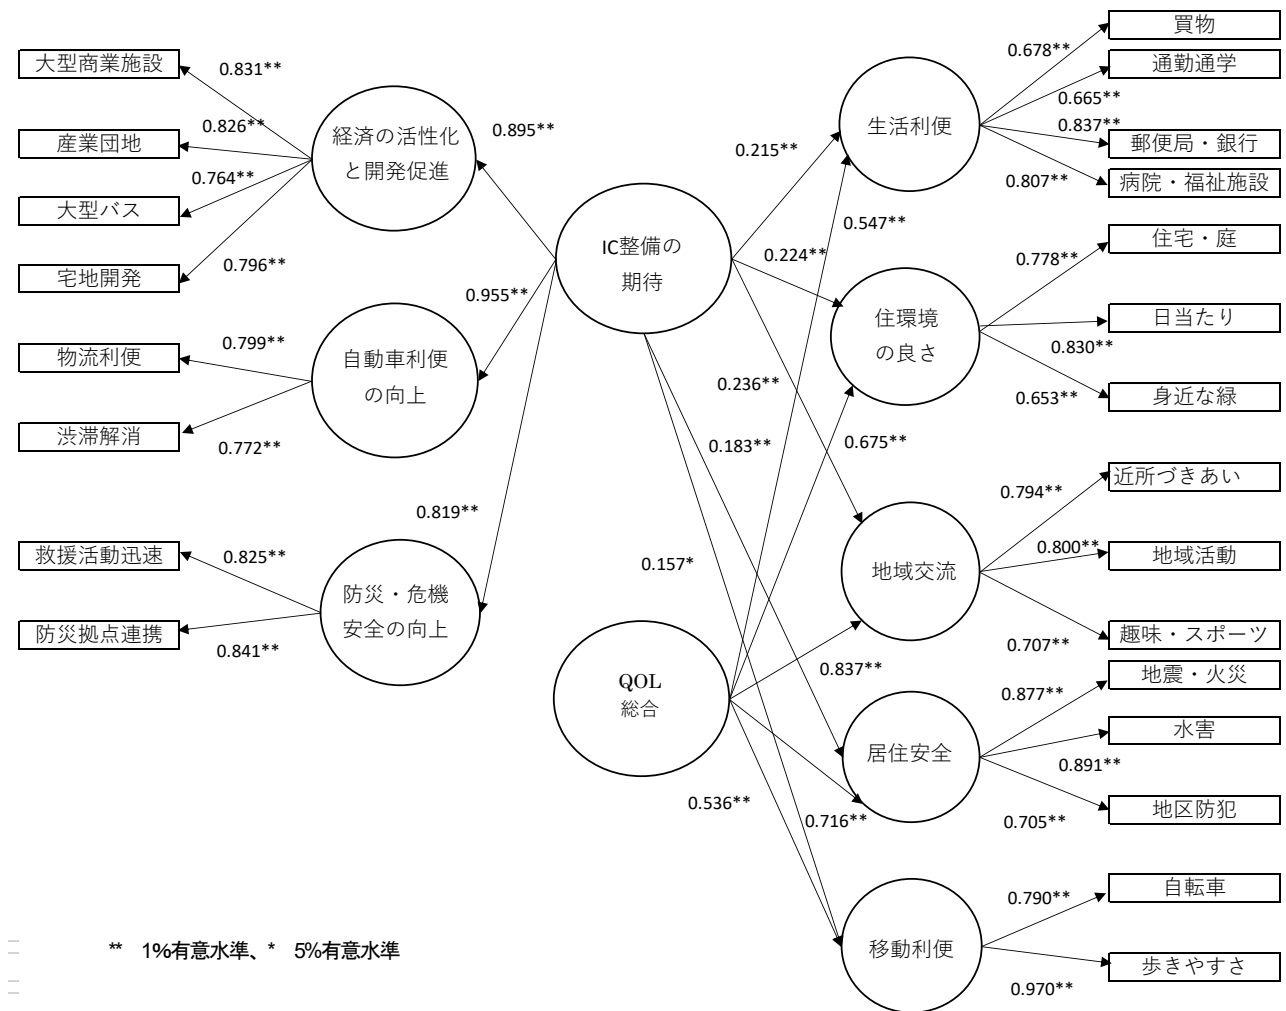 買物
0.678**
大型商業施設
0.831**
通勤通学
0.665**
0.826**
経済の活性化
と開発促進
0.895**
生活利便
0.837**
産業団地
郵便局・銀行
0.215**
0.764**
0.807**
病院・福祉施設
大型バス
0.547**
IC整備の
期待
0.224**
住宅・庭
0.778**
宅地開発
0.796**
0.955**
住環境
の良さ
日当たり
0.830**
物流利便
0.799**
自動車利便
の向上
0.236**
0.653**
身近な緑
渋滞解消
0.772**
0.183**
0.675**
近所づきあい
0.794**
0.819**
0.800**
地域活動
救援活動迅速
0.825**
0.157*
地域交流
防災・危機
安全の向上
防災拠点連携
0.841**
0.707**
趣味・スポーツ
QOL
総合
0.837**
地震・火災
0.877**
水害
居住安全
0.891**
0.536**
0.716**
0.705**
地区防犯
自転車
0.790**
移動利便
** 1%有意水準、* 5%有意水準
歩きやすさ
0.970**